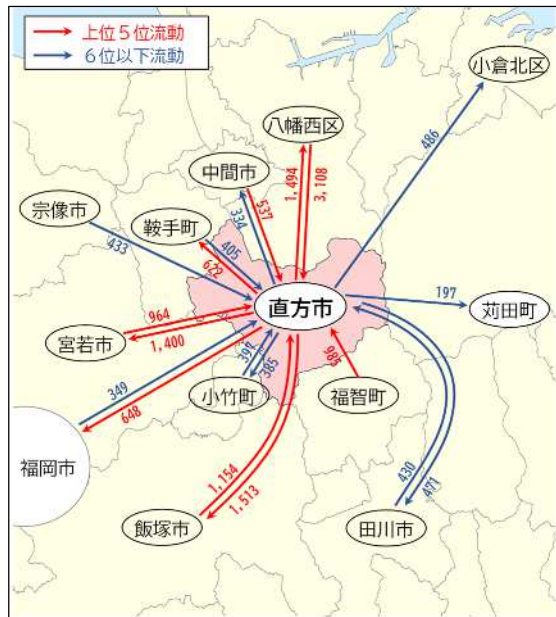 上位5位流動
6位以下流動
小倉北区
八幡西区
中間市
宗像市
鞍手町
486
1,494
3,108
537
334
405
622
433
直方市
197
苅田町
964
1,400
宮若市
349
648
397
385
小竹町
985
福智町
福岡市
1,154
1,513
430
471
飯塚市
田川市